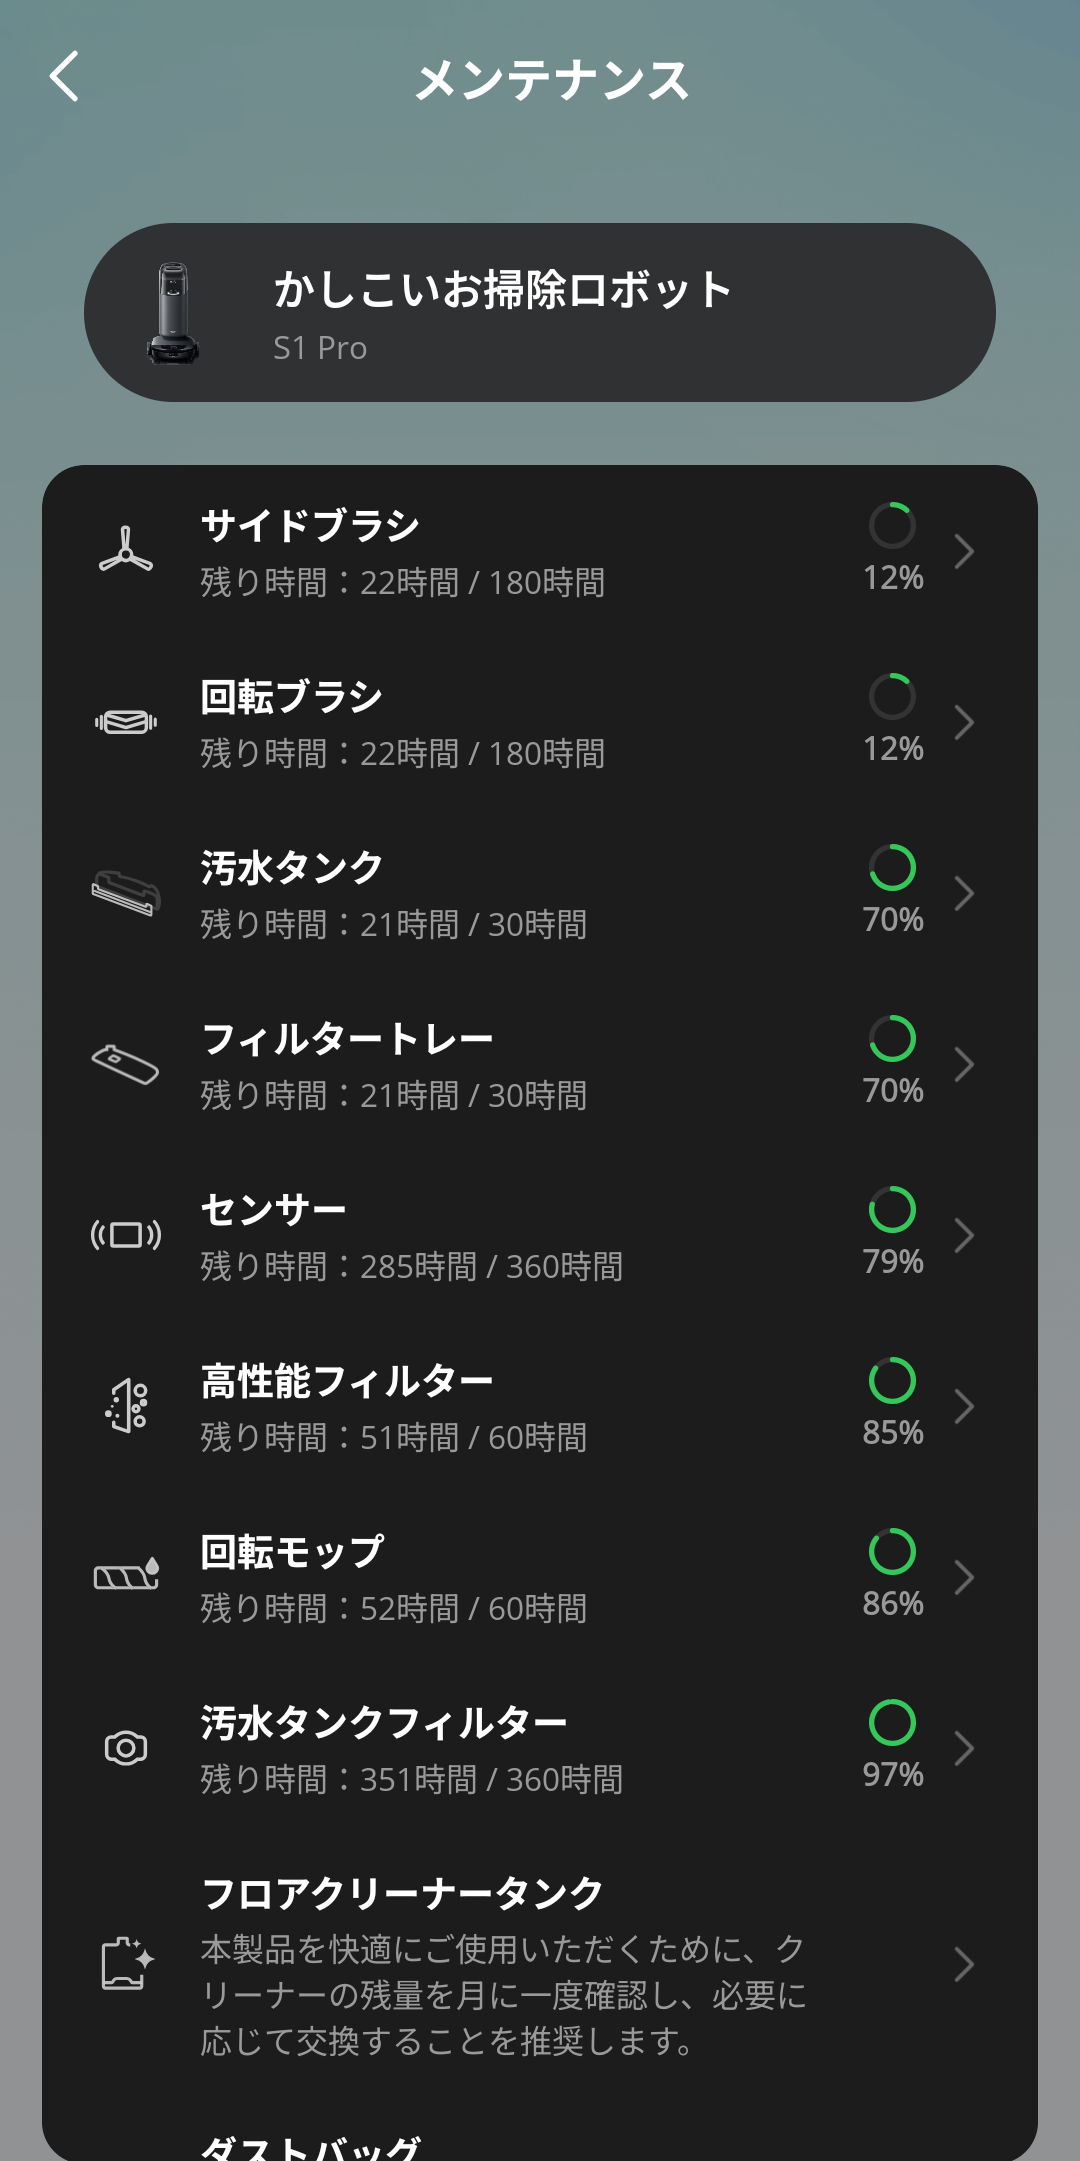 メンテナンス
かしこいお掃除ロボット
S1 Pro
サイドブラシ
残り時間：22時間 / 180時間
12%
回転ブラシ
残り時間：22時間 / 180時間
12%
汚水タンク
残り時間：21時間 / 30時間
70%
フィルタートレー
残り時間：21時間 / 30時間
70%
センサー
残り時間：285時間 / 360時間
79%
高性能フィルター
残り時間：51時間 / 60時間
85%
回転モップ
残り時間：52時間 / 60時間
86%
汚水タンクフィルター
残り時間：351時間 / 360時間
97%
フロアクリーナータンク
本製品を快適にご使用いただくために、ク
リーナーの残量を月に一度確認し、必要に
応じて交換することを推奨します。
ダストバッグ